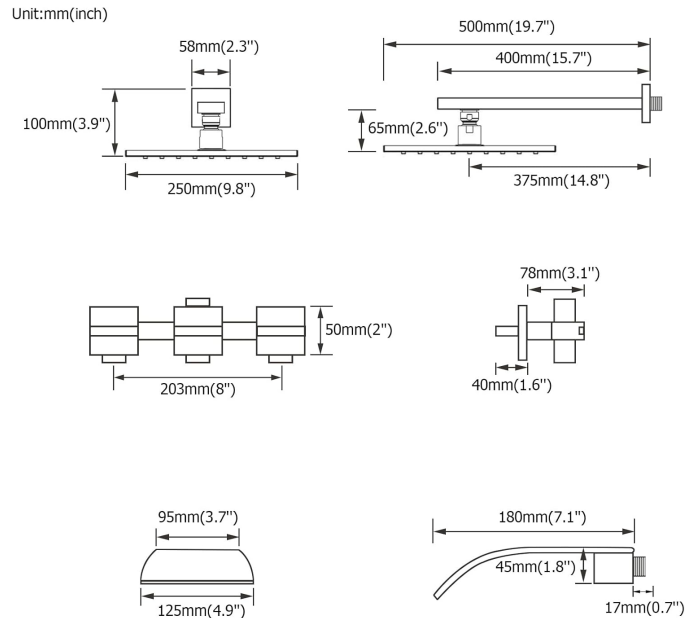 Unit:mm(inch)
500mm(19.7")
58mm(2.3")
400mm(15.7")
100mm(3.9")
65mm(2.6")
250mm(9.8")
375mm(14.8")
78mm(3.1")
50mm(2")
203mm(8")
40mm(1.6")
95mm(3.7")
180mm(7.1")
45mm(1.8")
125mm(4.9")
17mm(0.7")